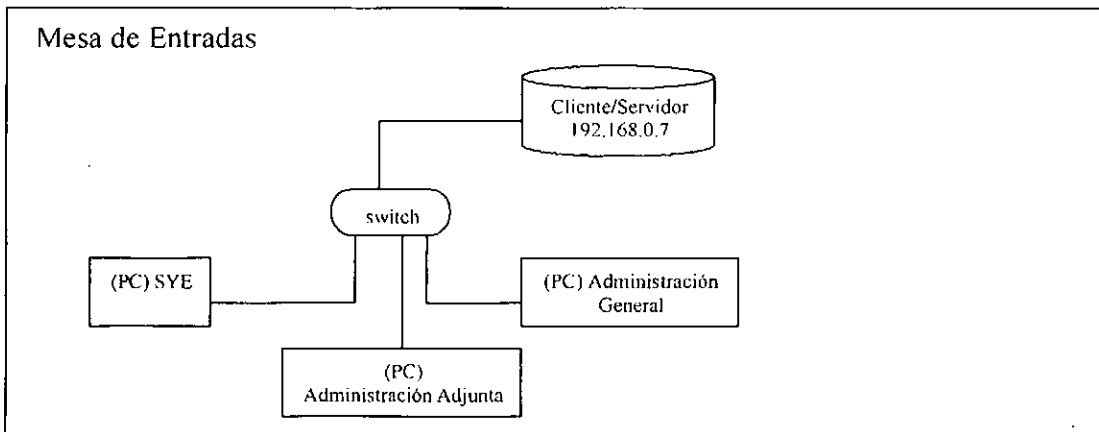 Mesa de Entradas
Cliente/Servidor
192.168.0.7
switch
(PC) SYE
(PC) Administración
General
(PC)
Administración Adjunta